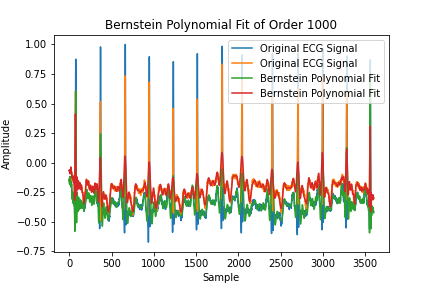 Bernstein Polynomial Fit of Order 1000
1.00
0.75
0.50
0.25
0.00
−0.25
−0.50
−0.75
Amplitude
Original ECG Signal
Original ECG Signal
Bernstein Polynomial Fit
Bernstein Polynomial Fit
0 500 1000 1500 2000 2500 3000 3500
Sample